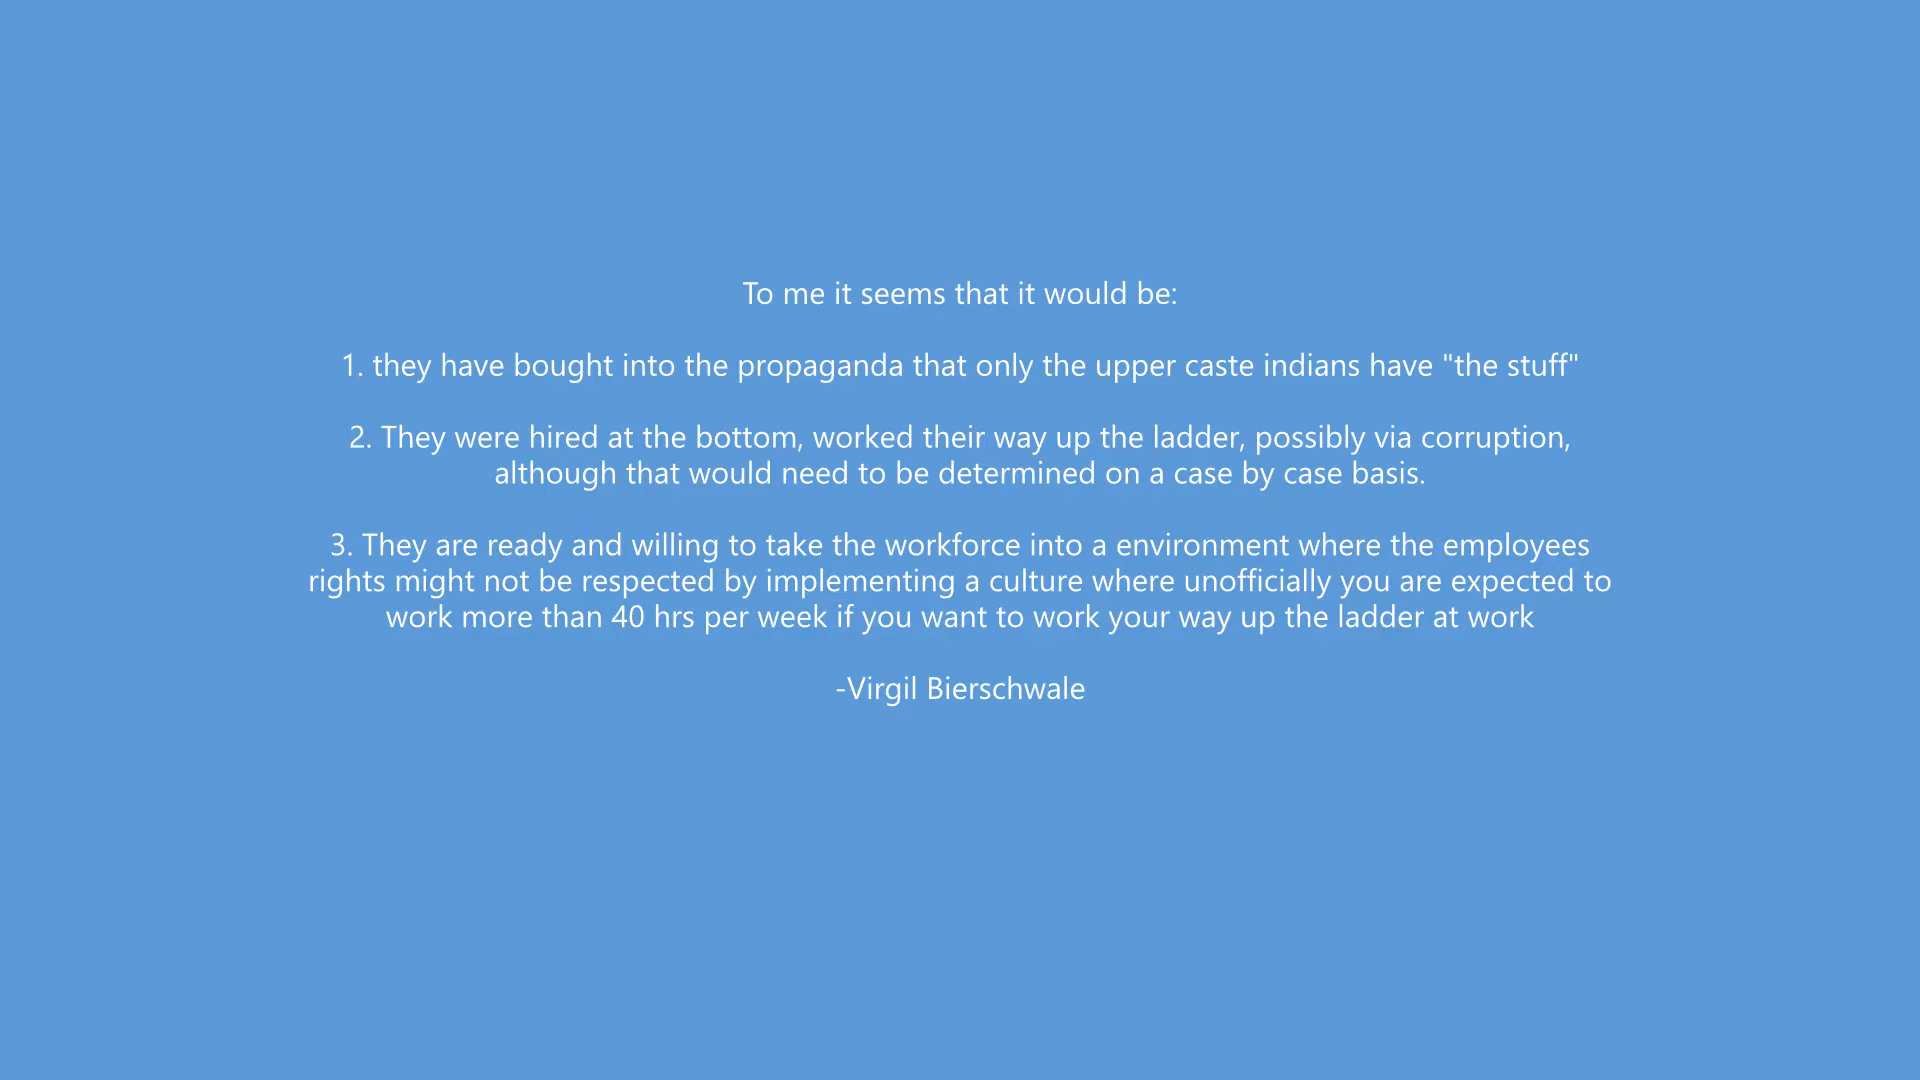 To me it seems that it would be:
1. they have bought into the propaganda that only the upper caste indians have "the stuff"
2. They were hired at the bottom, worked their way up the ladder, possibly via corruption,
although that would need to be determined on a case by case basis.
3. They are ready and willing to take the workforce into a environment where the employees
rights might not be respected by implementing a culture where unofficially you are expected to
work more than 40 hrs per week if you want to work your way up the ladder at work
-Virgil Bierschwale